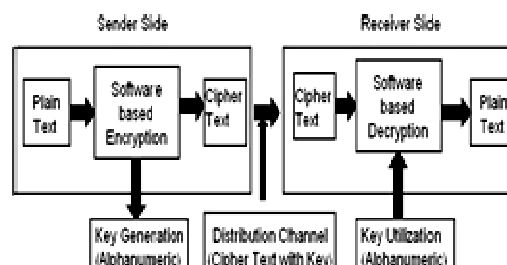 Sender Side
Receiver Side
Plain
Text
Software
based
Encryption
Cipher
Text
Cipher
Text
Software
based
Decryption
Plain
Text
Key Generation
(Alphanumeric)
Distribution Channel
(Cipher Text with Key)
Key Utilization
(Alphanumeric)